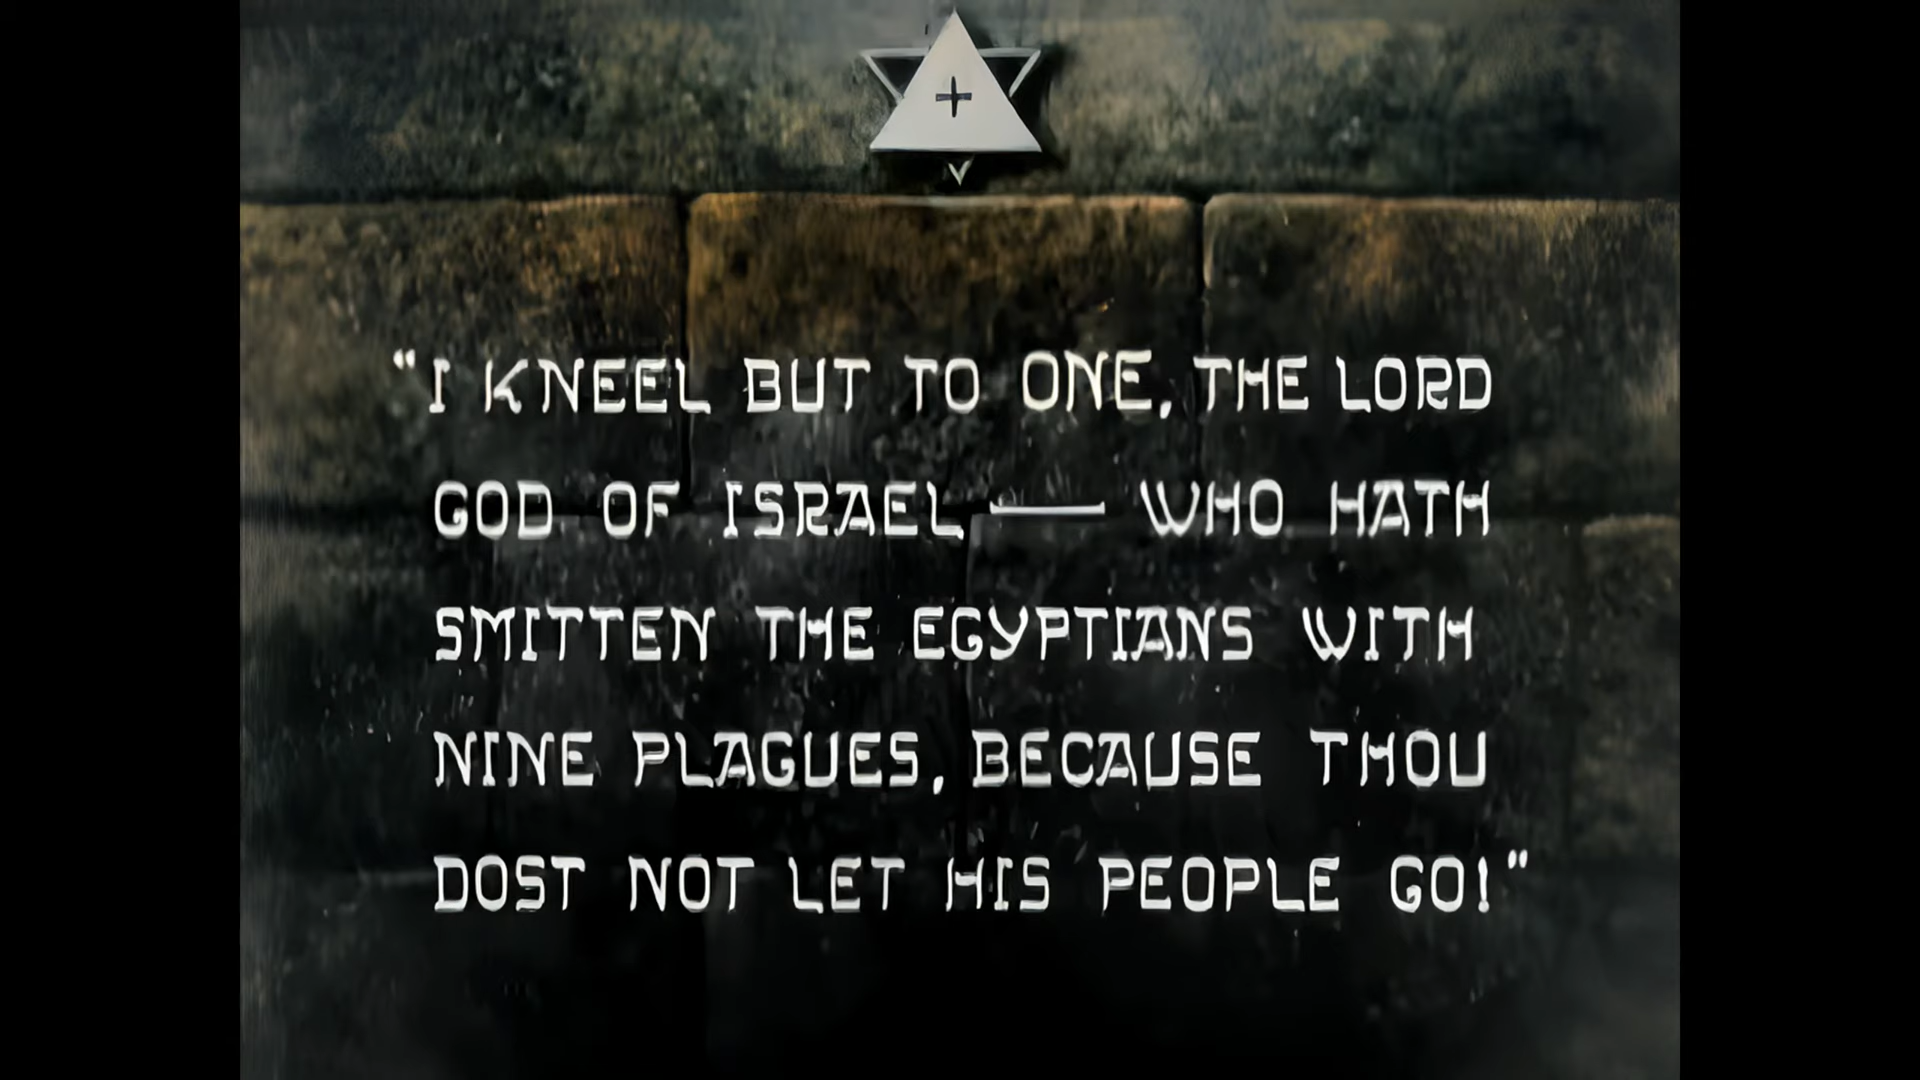 "I KNEEL BUT TO ONE, THE LORD
GOD OF ISRAEL — WHO HATH
SMITTEN THE EGYPTIANS WITH
NINE PLAGUES, BECAUSE THOU
DOST NOT LET HIS PEOPLE GO!"